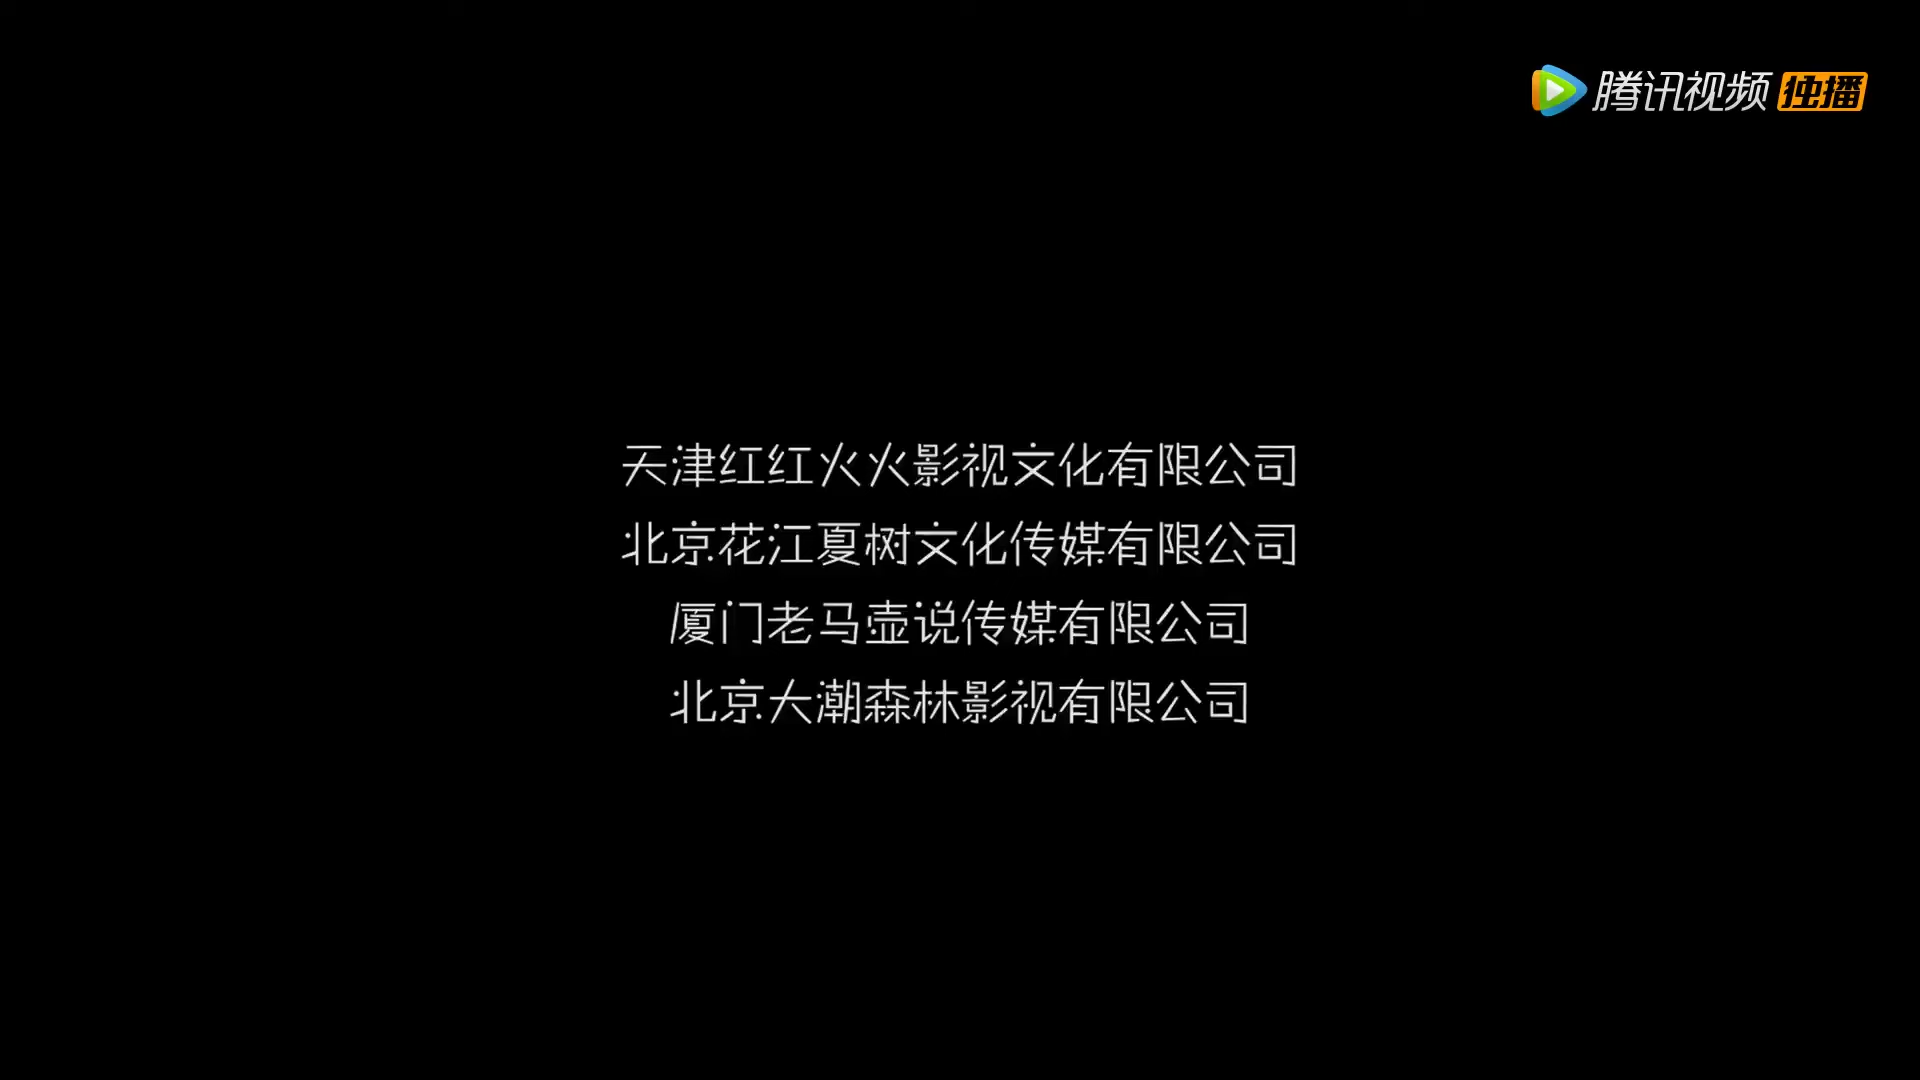 腾讯视频 独播
天津红红火火影视文化有限公司
北京花江夏树文化传媒有限公司
厦门老马壶说传媒有限公司
北京大潮森林影视有限公司